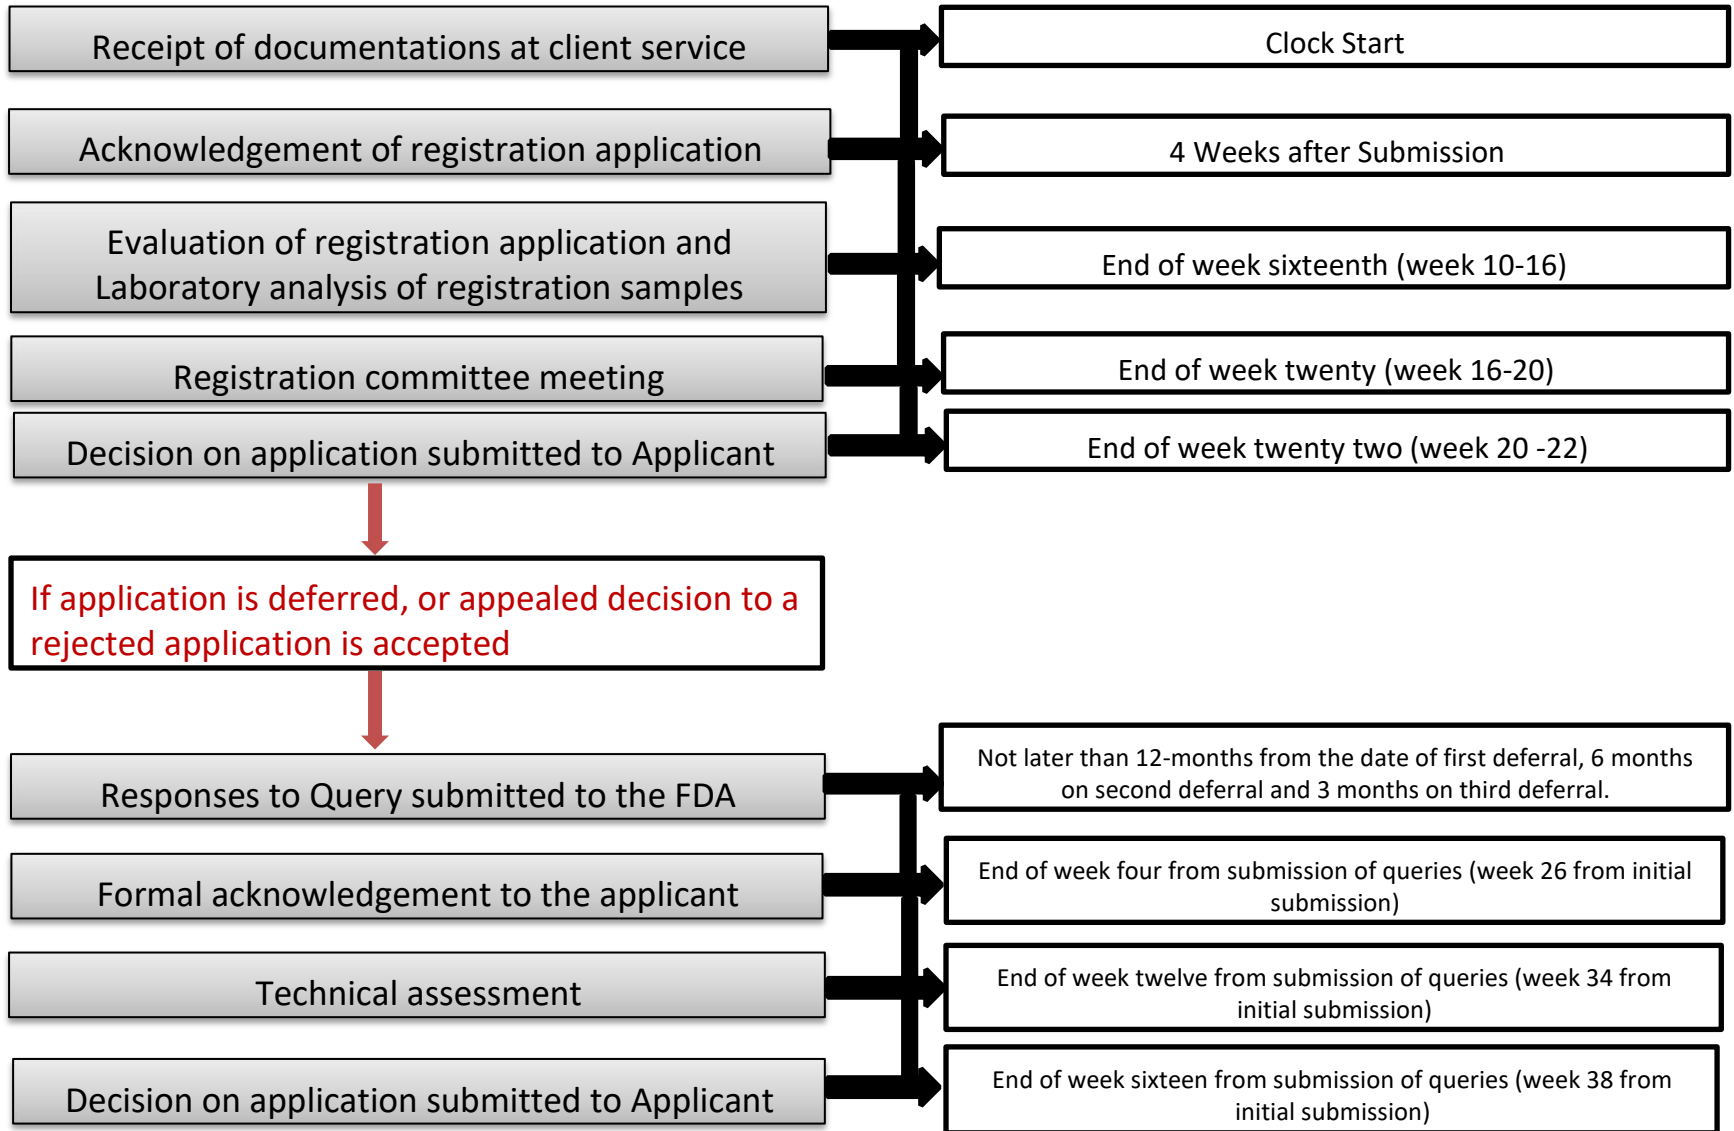 Receipt of documentations at client service
Clock Start
Acknowledgement of registration application
4 Weeks after Submission
Evaluation of registration application and
Laboratory analysis of registration samples
End of week sixteenth (week 10-16)
Registration committee meeting
End of week twenty (week 16-20)
Decision on application submitted to Applicant
End of week twenty two (week 20 -22)
If application is deferred, or appealed decision to a
rejected application is accepted
Responses to Query submitted to the FDA
Not later than 12-months from the date of first deferral, 6 months
on second deferral and 3 months on third deferral.
Formal acknowledgement to the applicant
End of week four from submission of queries (week 26 from initial
submission)
Technical assessment
End of week twelve from submission of queries (week 34 from
initial submission)
Decision on application submitted to Applicant
End of week sixteen from submission of queries (week 38 from
initial submission)